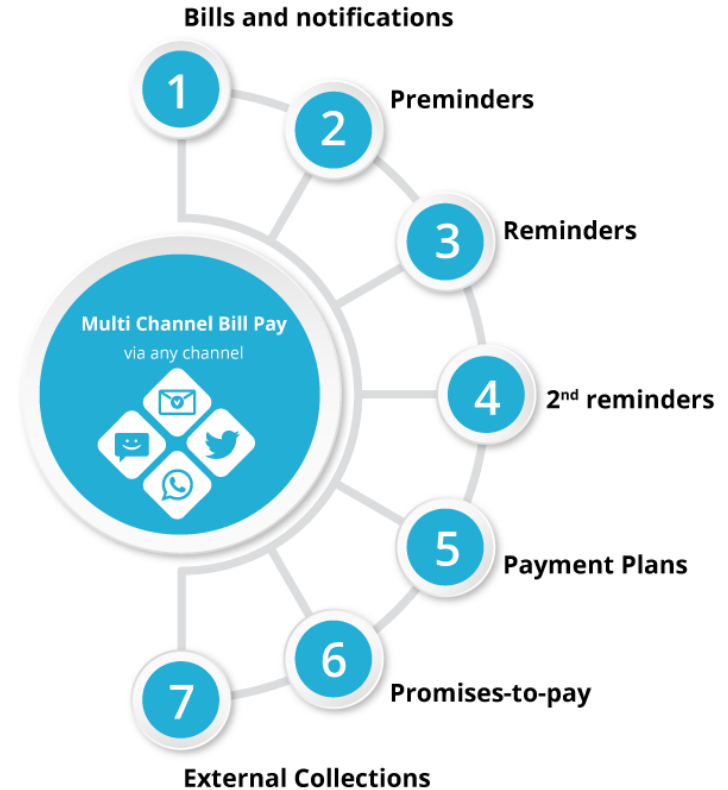 Bills and notifications
1
2
Preminders
3
Reminders
Multi Channel Bill Pay
via any channel
4
2nd reminders
5
Payment Plans
6
Promises-to-pay
7
External Collections